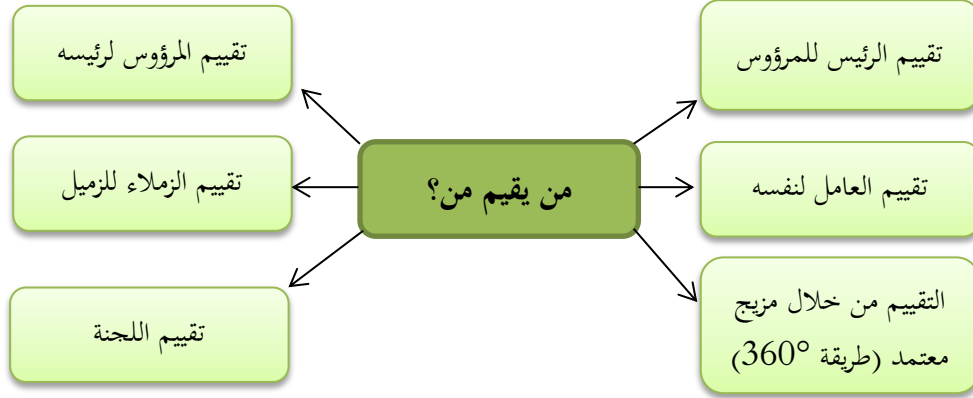 تقييم الرئيس للمرؤوس
تقييم المرؤوس لرئيسه
من يقيم من؟
تقييم العامل لنفسه
تقييم الزملاء للزميل
التقييم من خلال مزيج
معتمد (طريقة 360°)
تقييم اللجنة